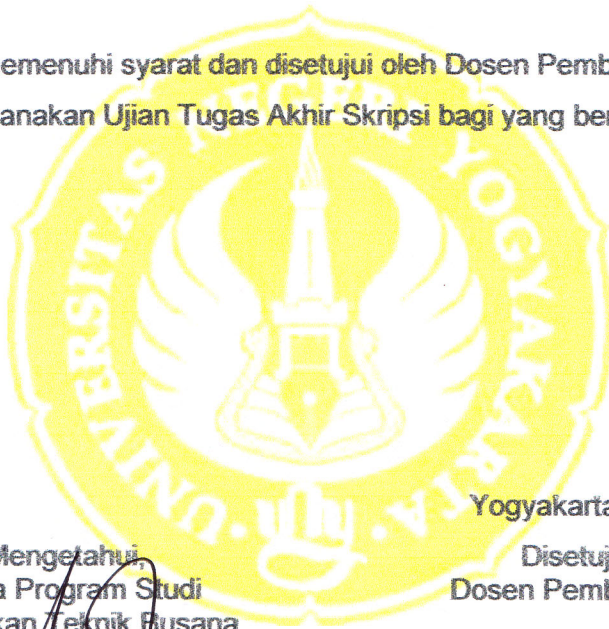 emenuhi syarat dan disetujui oleh Dosen Pemb
anakan Ujian Tugas Akhir Skripsi bagi yang ber
UNIVERSITAS NEGERI YOGYAKARTA
Yogyakarta
Mengetahui,
Disetuj
a Program Studi
Dosen Pemb
kan Teknik Busana